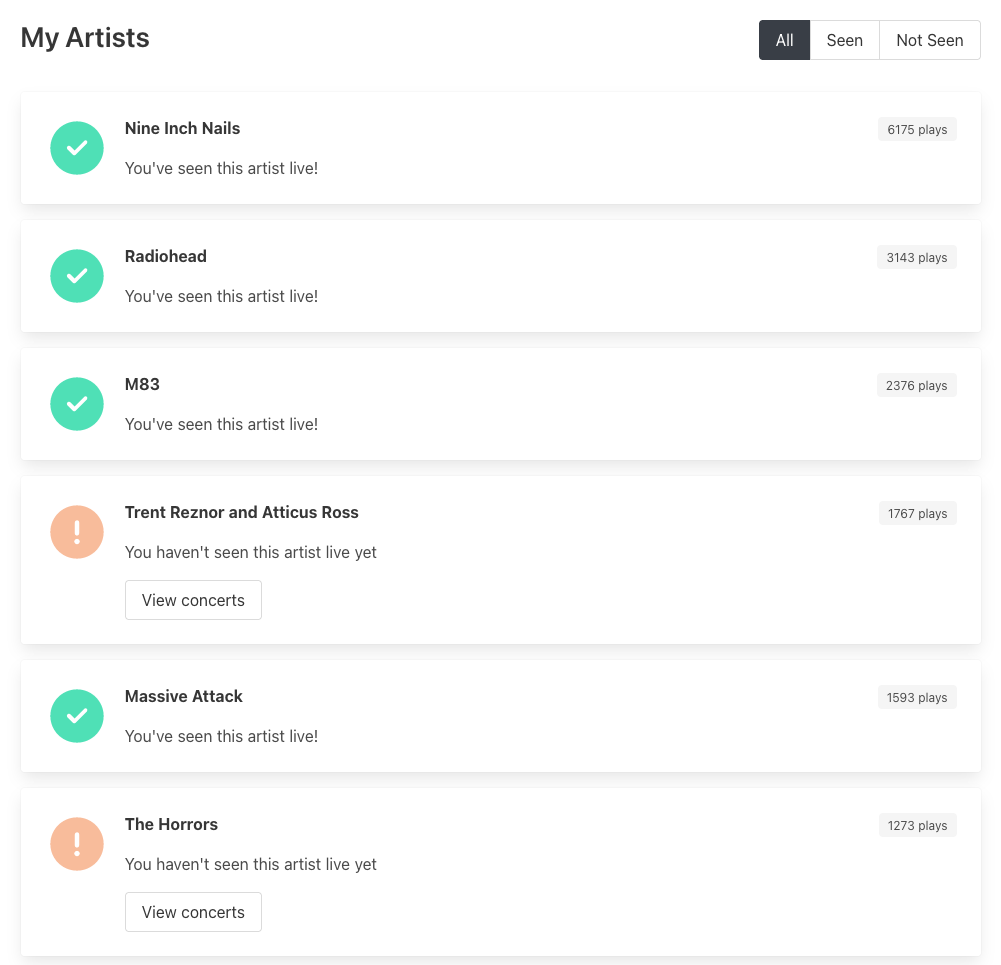 My Artists
All
Seen
Not Seen
Nine Inch Nails
6175 plays
You've seen this artist live!
Radiohead
3143 plays
You've seen this artist live!
M83
2376 plays
You've seen this artist live!
Trent Reznor and Atticus Ross
1767 plays
You haven't seen this artist live yet
View concerts
Massive Attack
1593 plays
You've seen this artist live!
The Horrors
1273 plays
You haven't seen this artist live yet
View concerts